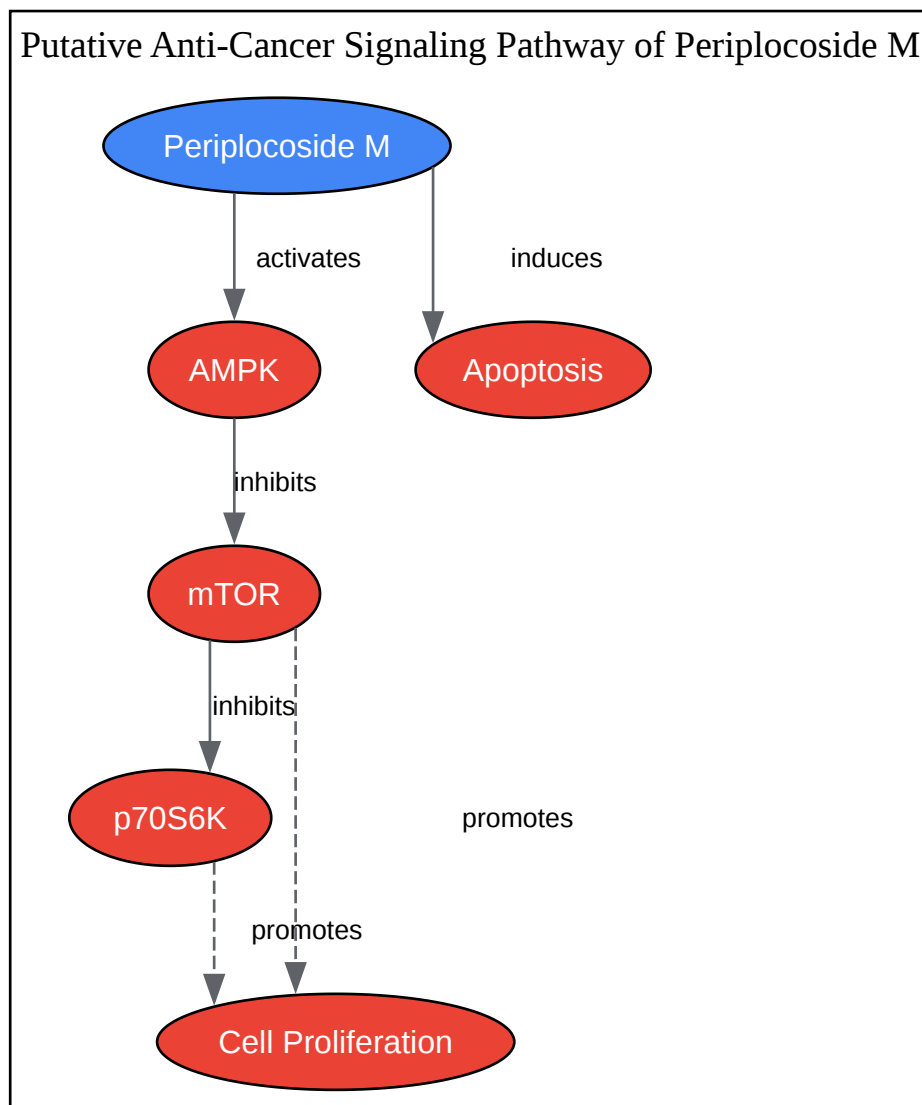 Putative Anti-Cancer Signaling Pathway of Periplocoside M
Periplocoside M
activates
induces
AMPK
Apoptosis
inhibits
mTOR
inhibits
p70S6K
promotes
promotes
Cell Proliferation